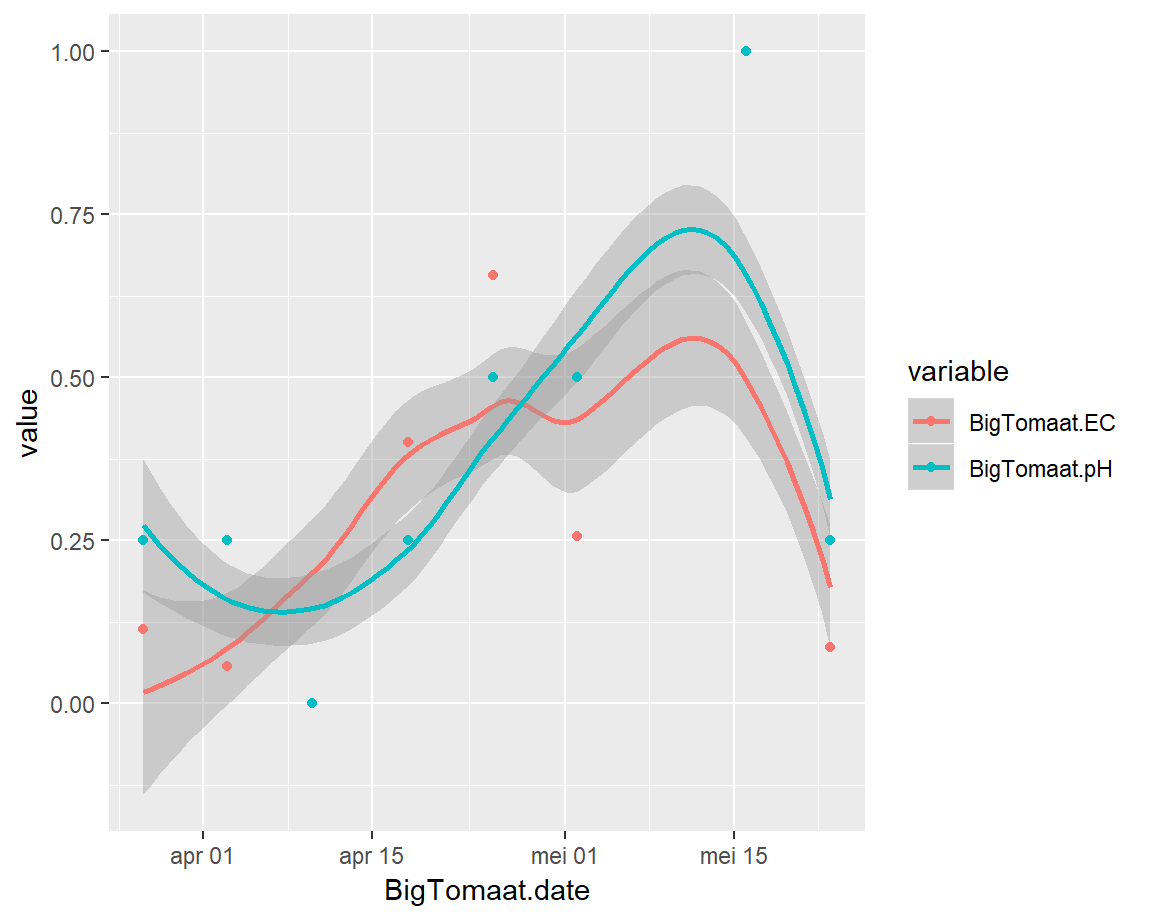 1.00
0.75
0.50
0.25
0.00
value
apr 01
apr 15
mei 01
mei 15
BigTomaat.date
variable
BigTomaat.EC
BigTomaat.pH